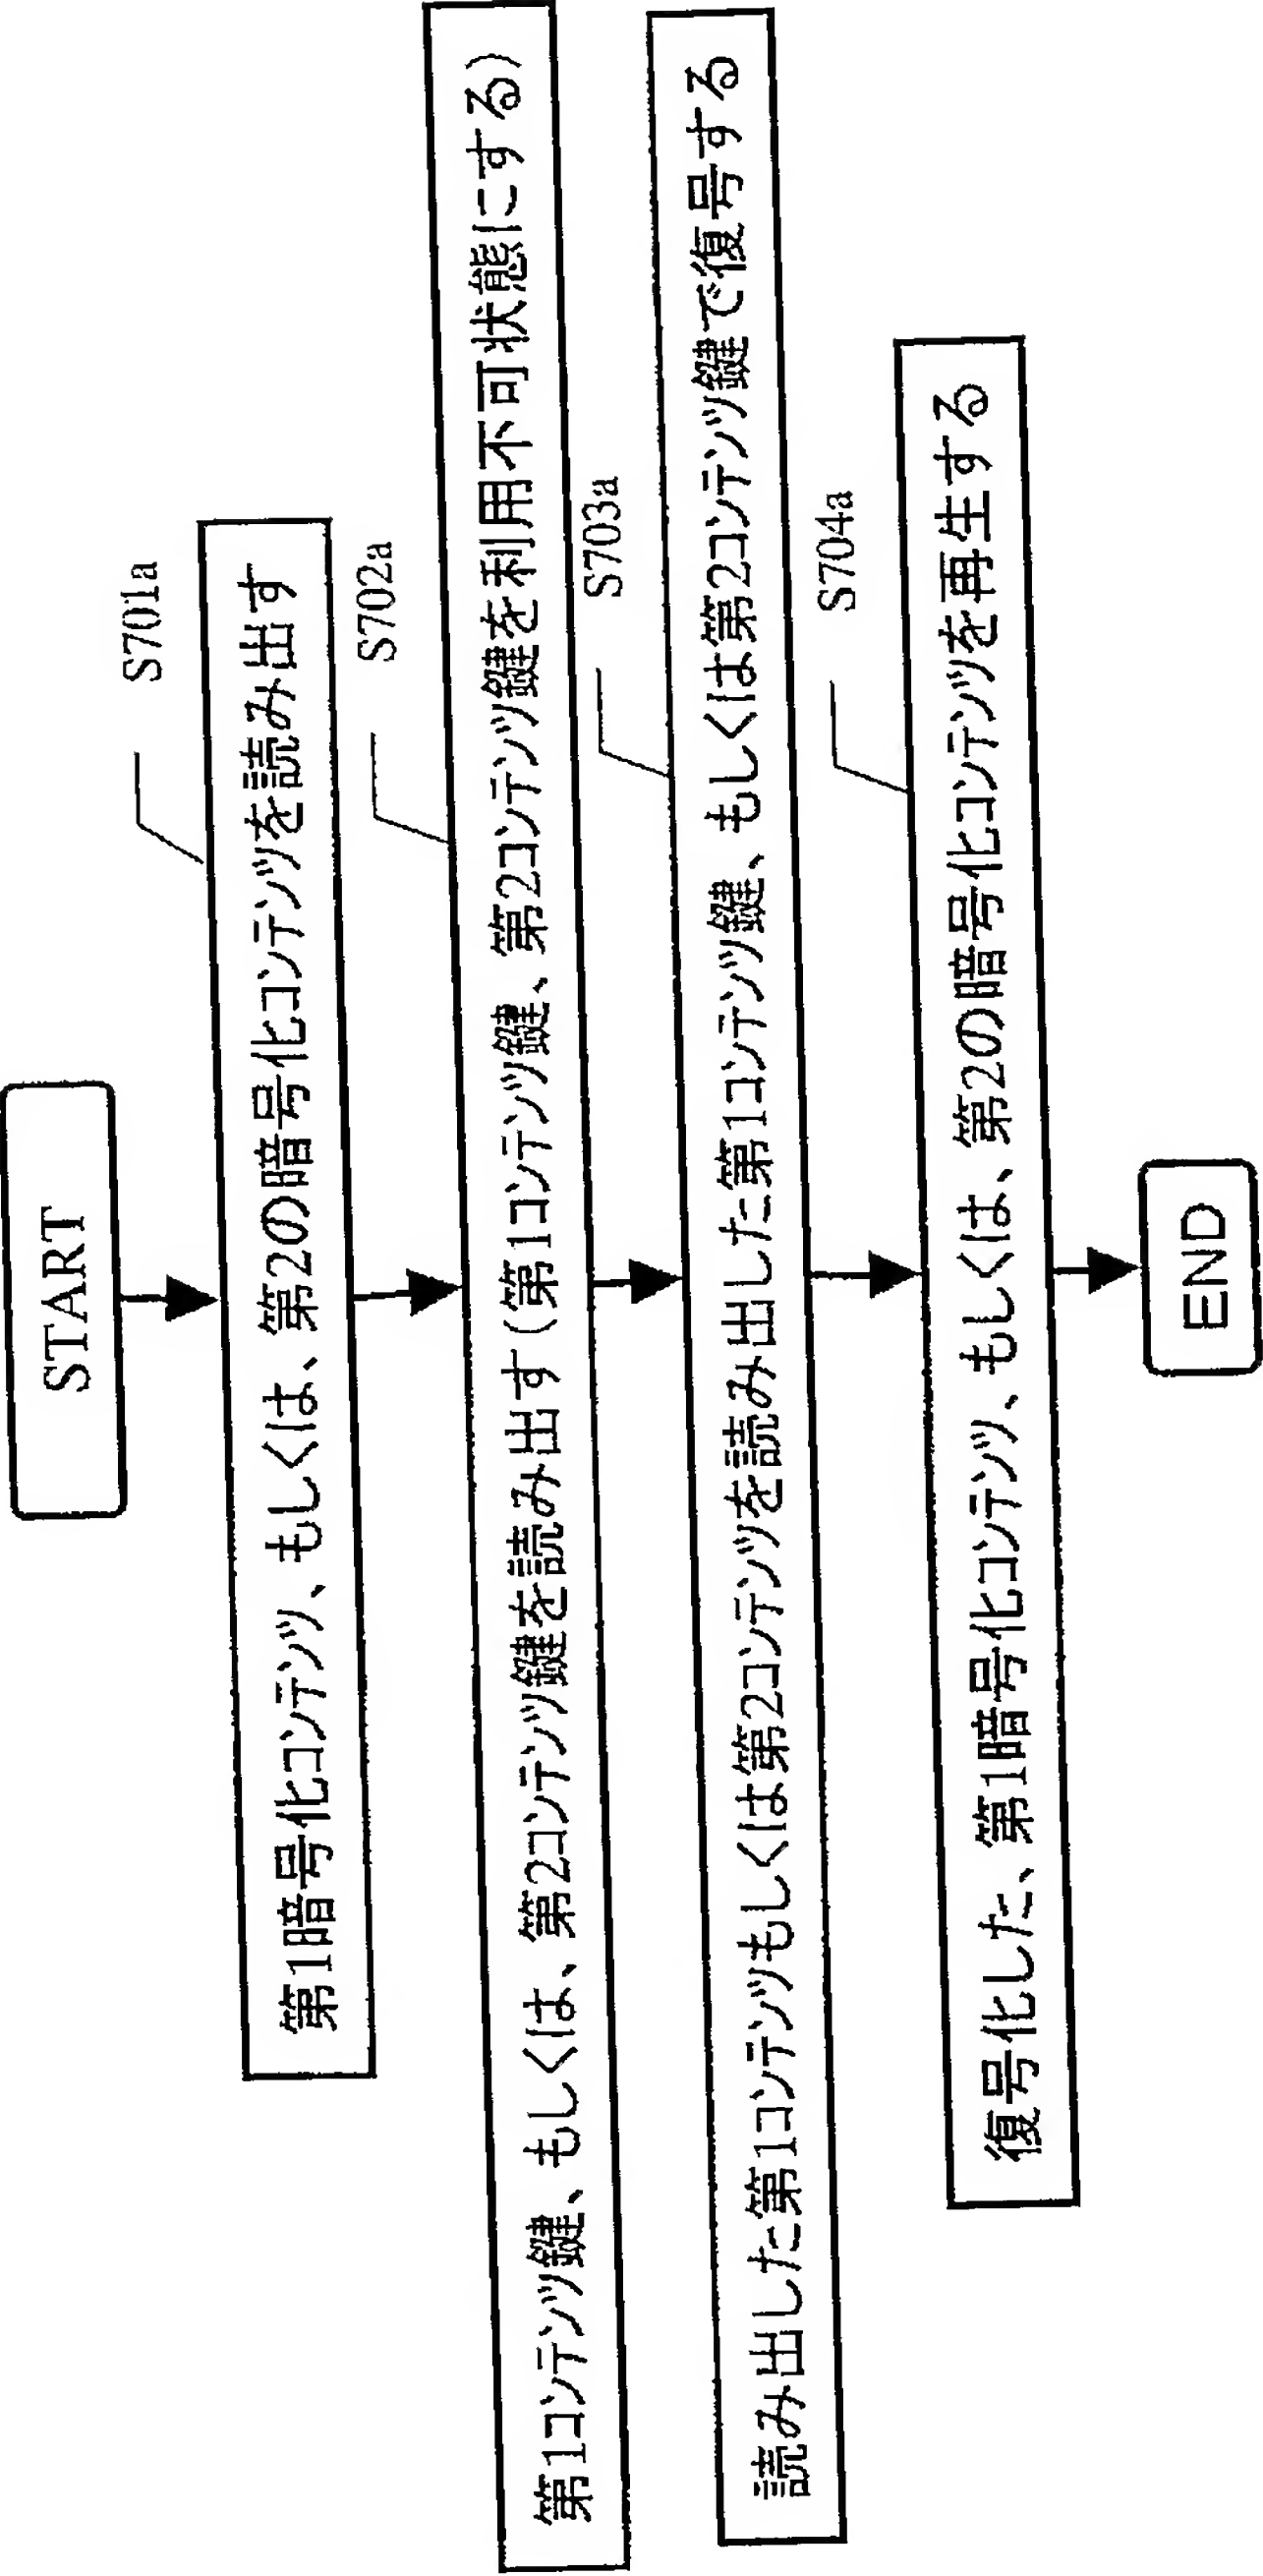 START
S701a
第1暗号化コンテンツ、もしくは、第2の暗号化コンテンツを読み出す
S702a
第1コンテンツ鍵、もしくは、第2コンテンツ鍵を読み出す(第1コンテンツ鍵、第2コンテンツ鍵を利用不可状態にする)
S703a
読み出した第1コンテンツもしくは第2コンテンツを読み出した第1コンテンツ鍵、もしくは第2コンテンツ鍵で復号する
S704a
復号化した、第1暗号化コンテンツ、もしくは、第2の暗号化コンテンツを再生する
END